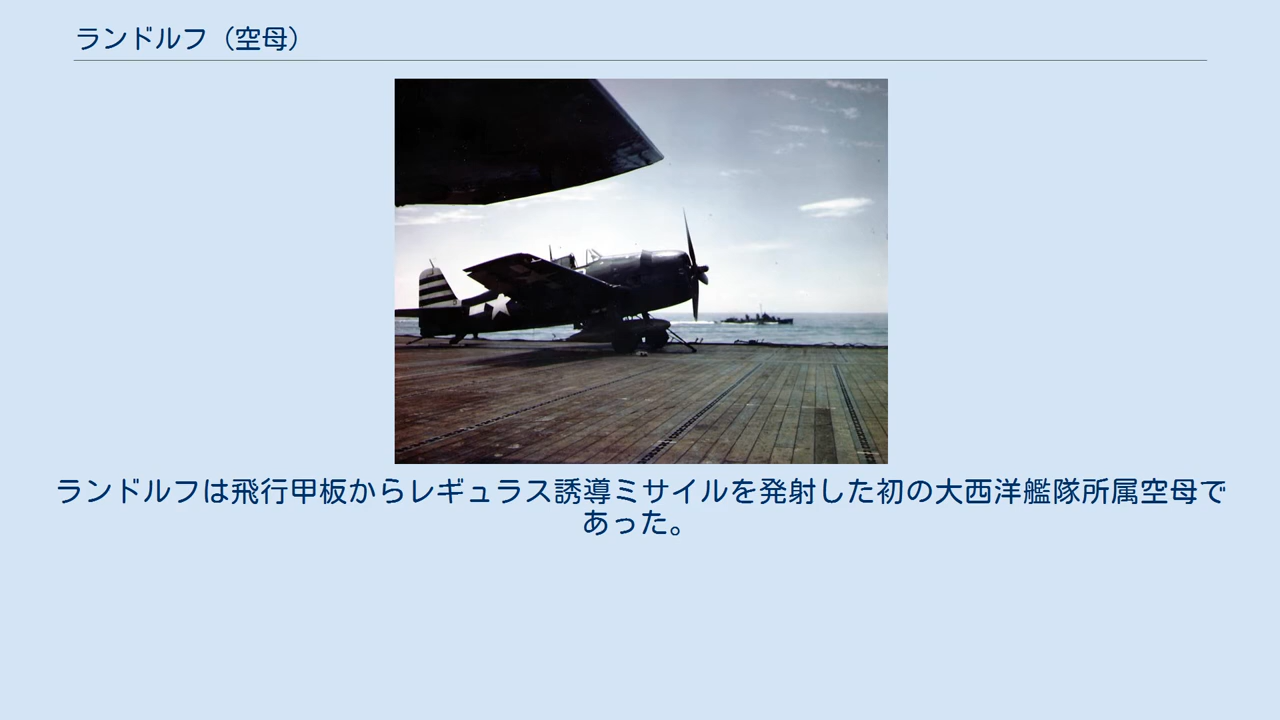 ランドルフ（空母）
ランドルフは飛行甲板からレギュラス誘導ミサイルを発射した初の大西洋艦隊所属空母で
あった。